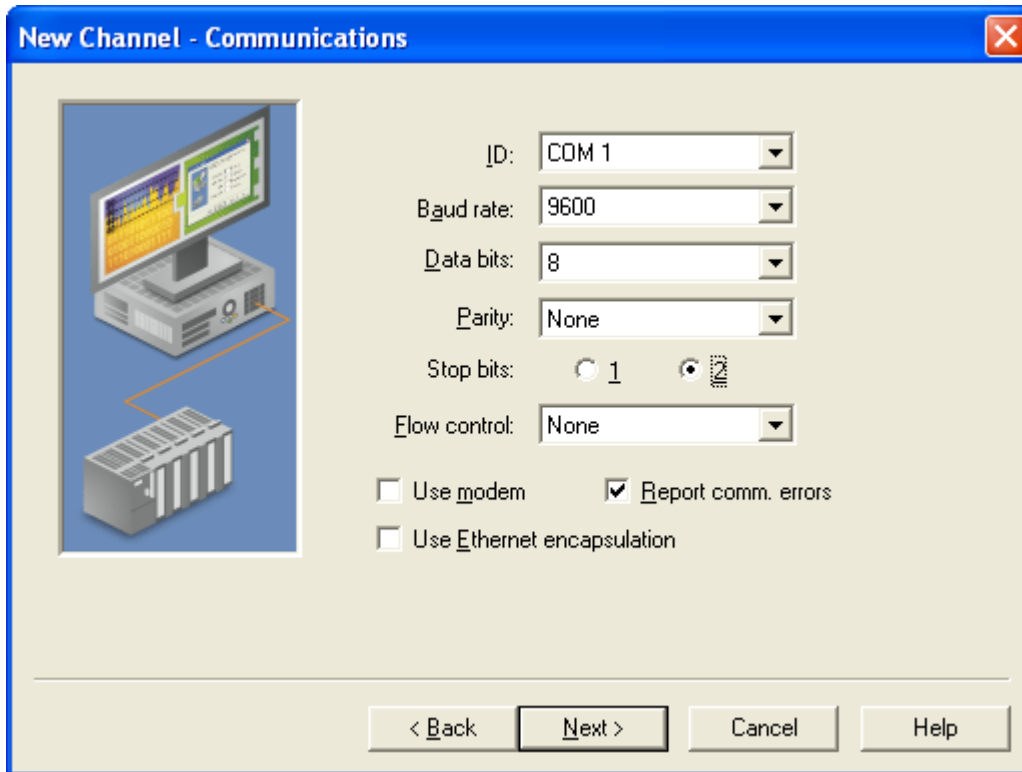 New Channel - Communications
ID: COM 1
Baud rate: 9600
Data bits: 8
Parity: None
Stop bits: 1 2
Flow control: None
Use modem Report comm. errors
Use Ethernet encapsulation
< Back Next > Cancel Help